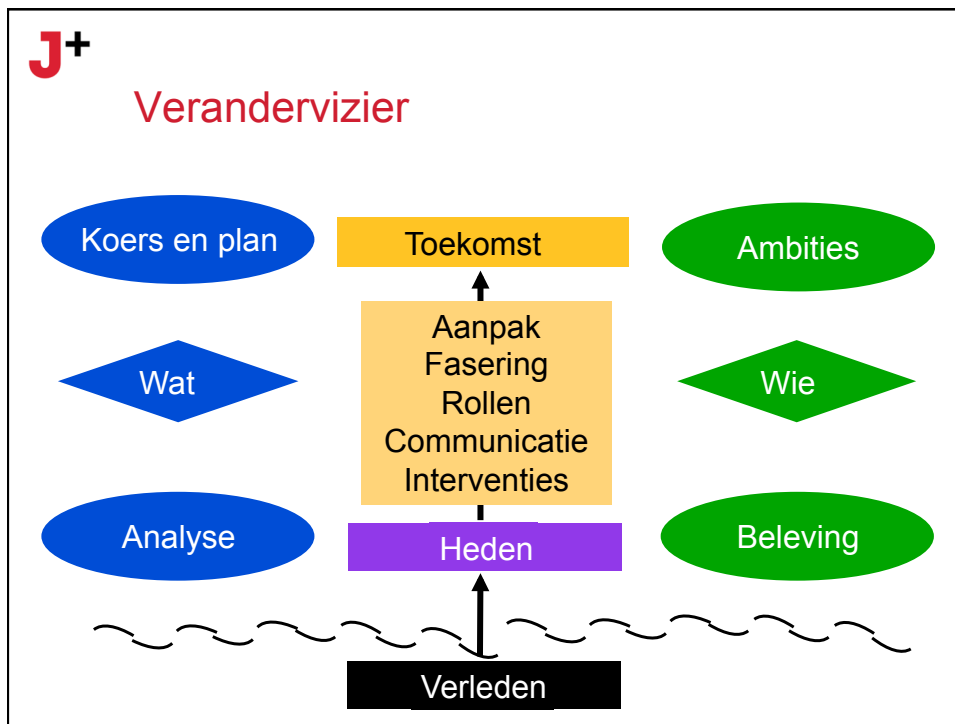 J+
Verandervizier
Koers en plan
Toekomst
Ambities
Aanpak
Fasering
Rollen
Communicatie
Interventies
Wat
Wie
Analyse
Heden
Beleving
Verleden